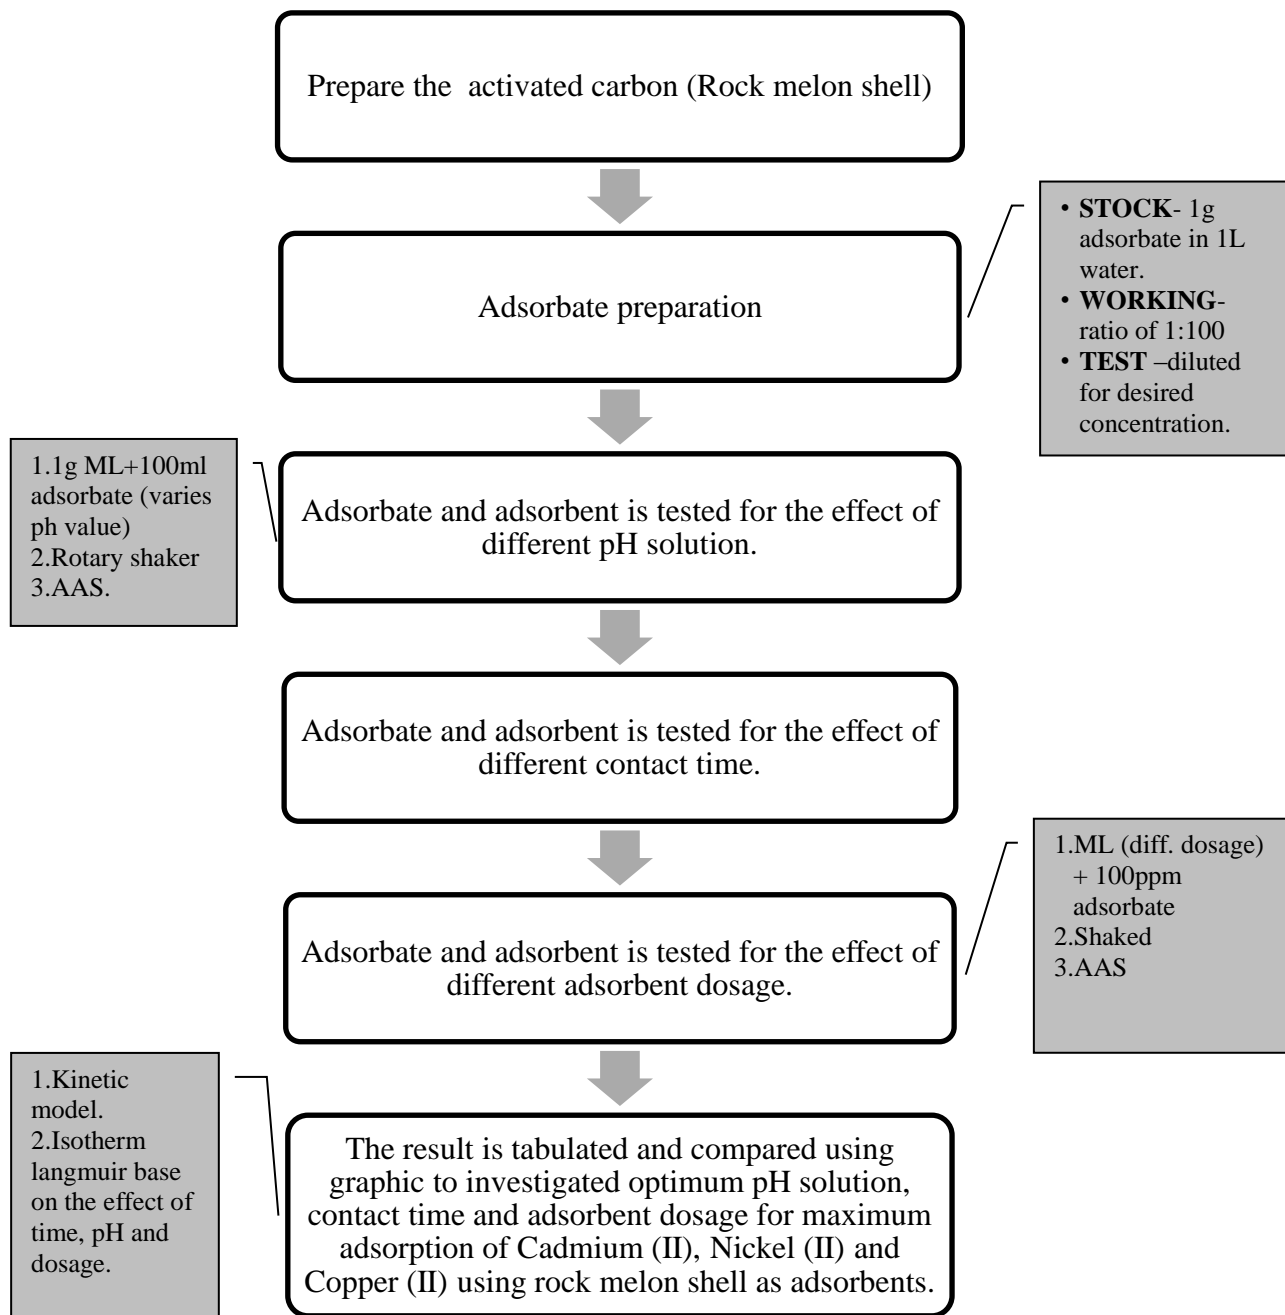 Prepare the  activated carbon (Rock melon shell)
• STOCK- 1g
adsorbate in 1L
water.
• WORKING-
ratio of 1:100
• TEST –diluted
for desired
concentration.
Adsorbate preparation
1.1g ML+100ml
adsorbate (varies
ph value)
2.Rotary shaker
3.AAS.
Adsorbate and adsorbent is tested for the effect of
different pH solution.
Adsorbate and adsorbent is tested for the effect of
different contact time.
1.ML (diff. dosage)
+ 100ppm
adsorbate
2.Shaked
3.AAS
Adsorbate and adsorbent is tested for the effect of
different adsorbent dosage.
1.Kinetic
model.
2.Isotherm
langmuir base
on the effect of
time, pH and
dosage.
The result is tabulated and compared using
graphic to investigated optimum pH solution,
contact time and adsorbent dosage for maximum
adsorption of Cadmium (II), Nickel (II) and
Copper (II) using rock melon shell as adsorbents.